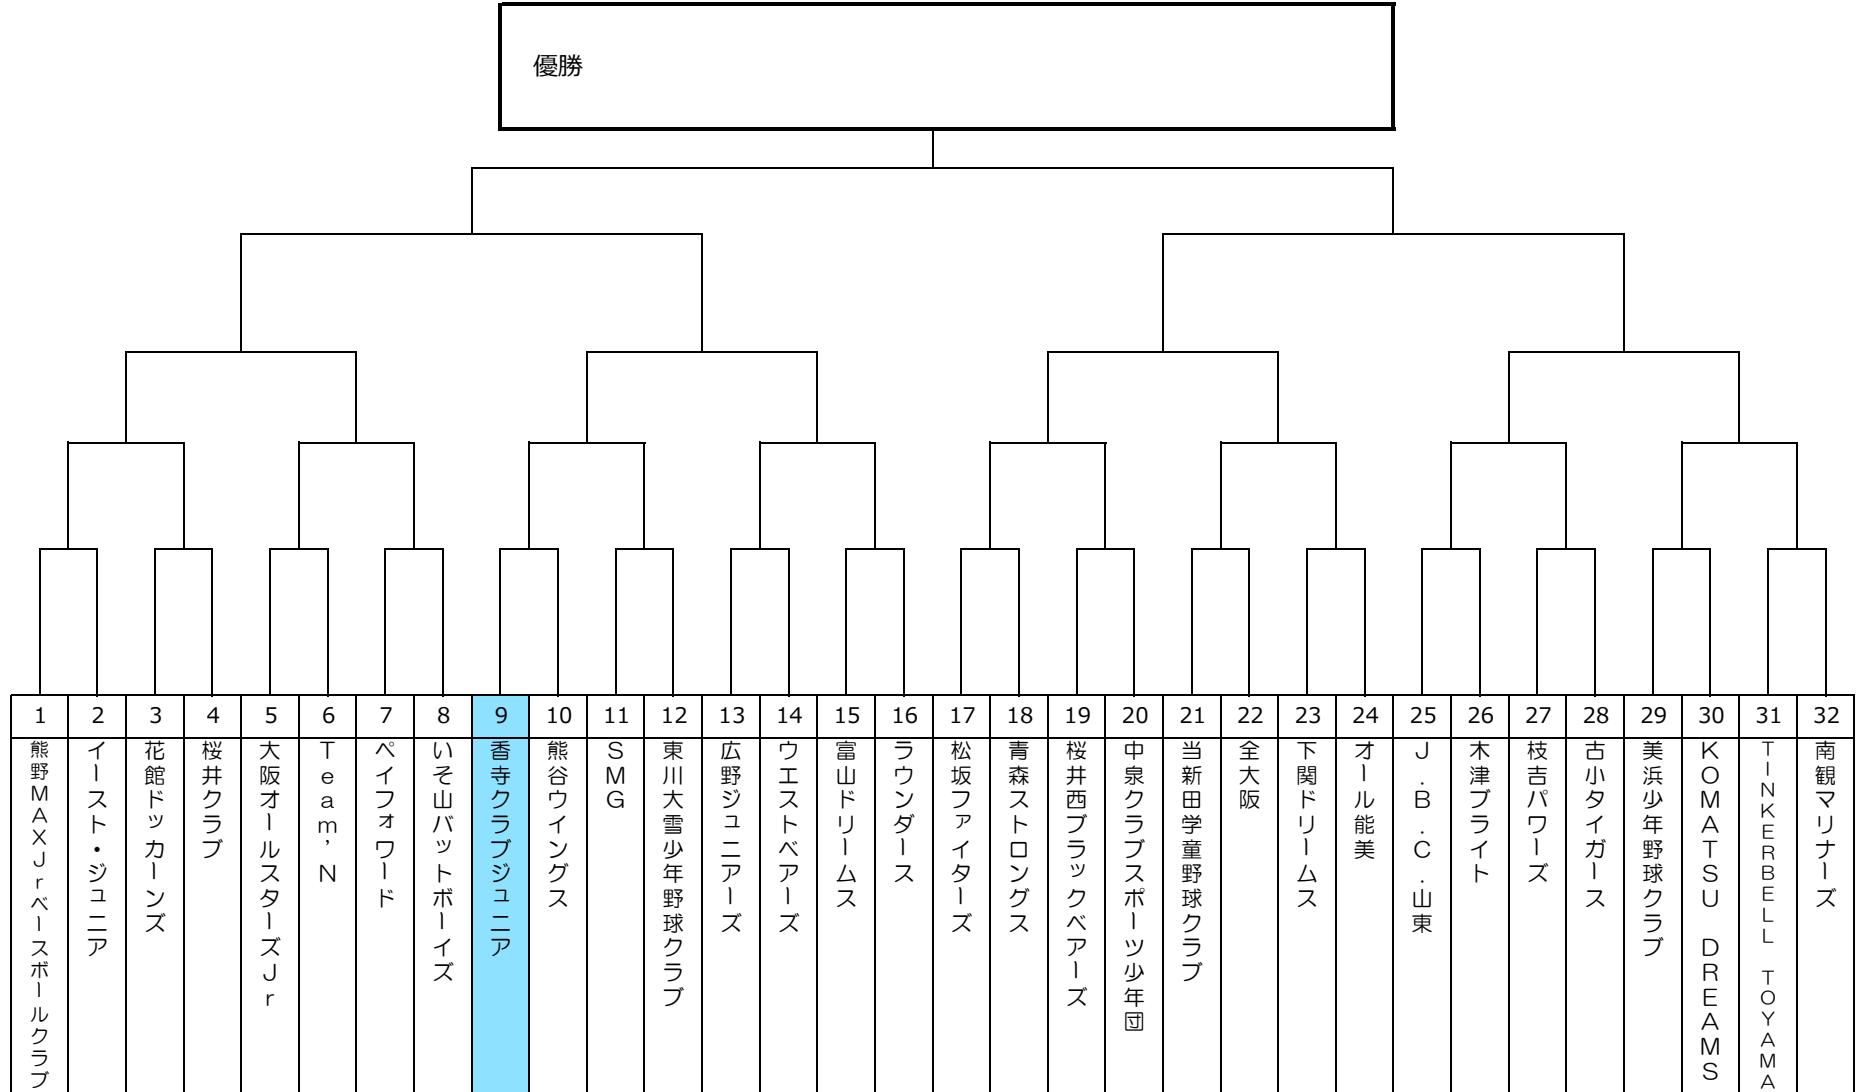 優勝
1 2 3 4 5 6 7 8 9 10 11 12 13 14 15 16 17 18 19 20 21 22 23 24 25 26 27 28 29 30 31 32
熊野MAXJrベースボールクラブ
イースト・ジュニア
花館ドッカーンズ
桜井クラブ
大阪オールスターズJr
Team’N
ペイフォワード
いそ山バットボーイズ
香寺クラブジュニア
熊谷ウイングス
SMG
東川大雪少年野球クラブ
広野ジュニアーズ
ウエストベアーズ
富山ドリームス
ラウンダース
松坂ファイターズ
青森ストロングス
桜井西ブラックベアーズ
中泉クラブスポーツ少年団
当新田学童野球クラブ
全大阪
下関ドリームス
オール能美
J.B.C.山東
木津ブライト
枝吉パワーズ
古小タイガース
美浜少年野球クラブ
KOMATSU DREAMS
TINKERBELL TOYAMA
南観マリナーズ